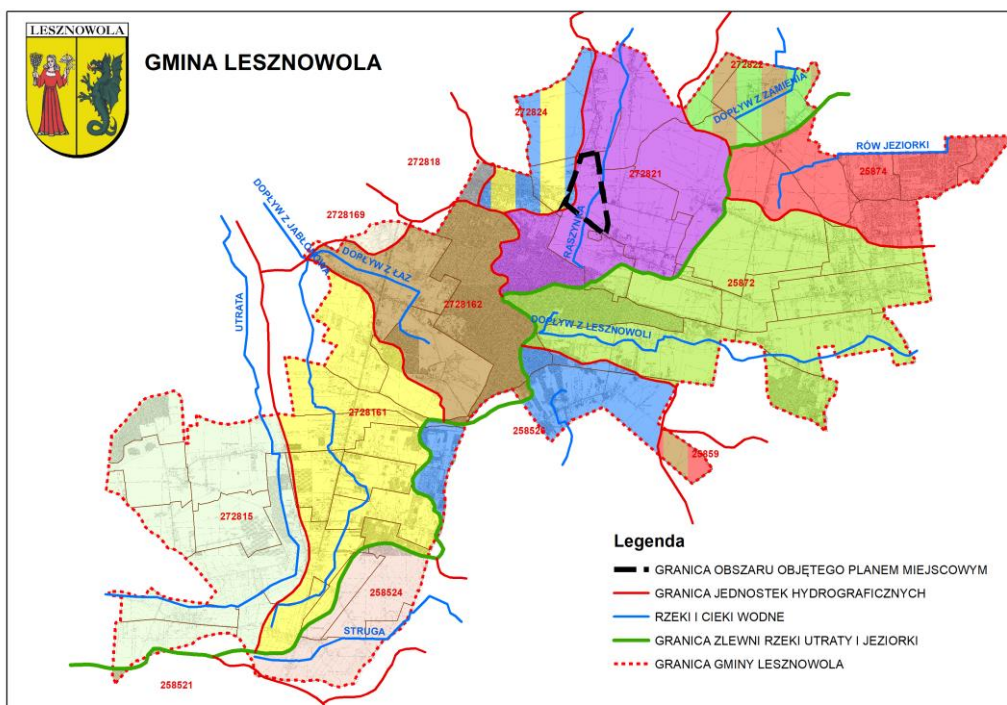 LESZNOWOLA
GMINA LESZNOWOLA
272822
DOPŁYW Z ZAMIENIA
272824
RÓW JEZIORKI
25874
272818
272821
DOPŁYW Z JABŁONOWA
2728169
RASZYNKA
DOPŁYW Z ŁAZ
25872
UTRATA
2728162
DOPŁYW Z LESZNOWOLI
2728161
258526
25859
272815
258524
STRUGA
258521
Legenda
GRANICA OBSZARU OBJĘTEGO PLANEM MIEJSCOWYM
GRANICA JEDNOSTEK HYDROGRAFICZNYCH
RZEKI I CIEKI WODNE
GRANICA ZLEWNI RZEKI UTRATY I JEZIORKI
GRANICA GMINY LESZNOWOLA